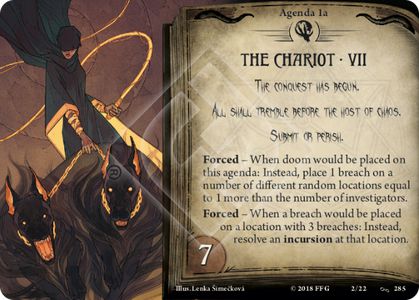 Agenda 1a
THE CHARIOT · VII
THE CONQUEST HAS BEGUN.
ALL SHALL TREMBLE BEFORE THE HOST OF CHAOS.
SUBMIT OR PERISH.
Forced – When doom would be placed on
this agenda: Instead, place 1 breach on a
number of different random locations equal
to 1 more than the number of investigators.
Forced – When a breach would be placed
on a location with 3 breaches: Instead,
resolve an incursion at that location.
7
Illus. Lenka Šimečková
© 2018 FFG
2/22
285